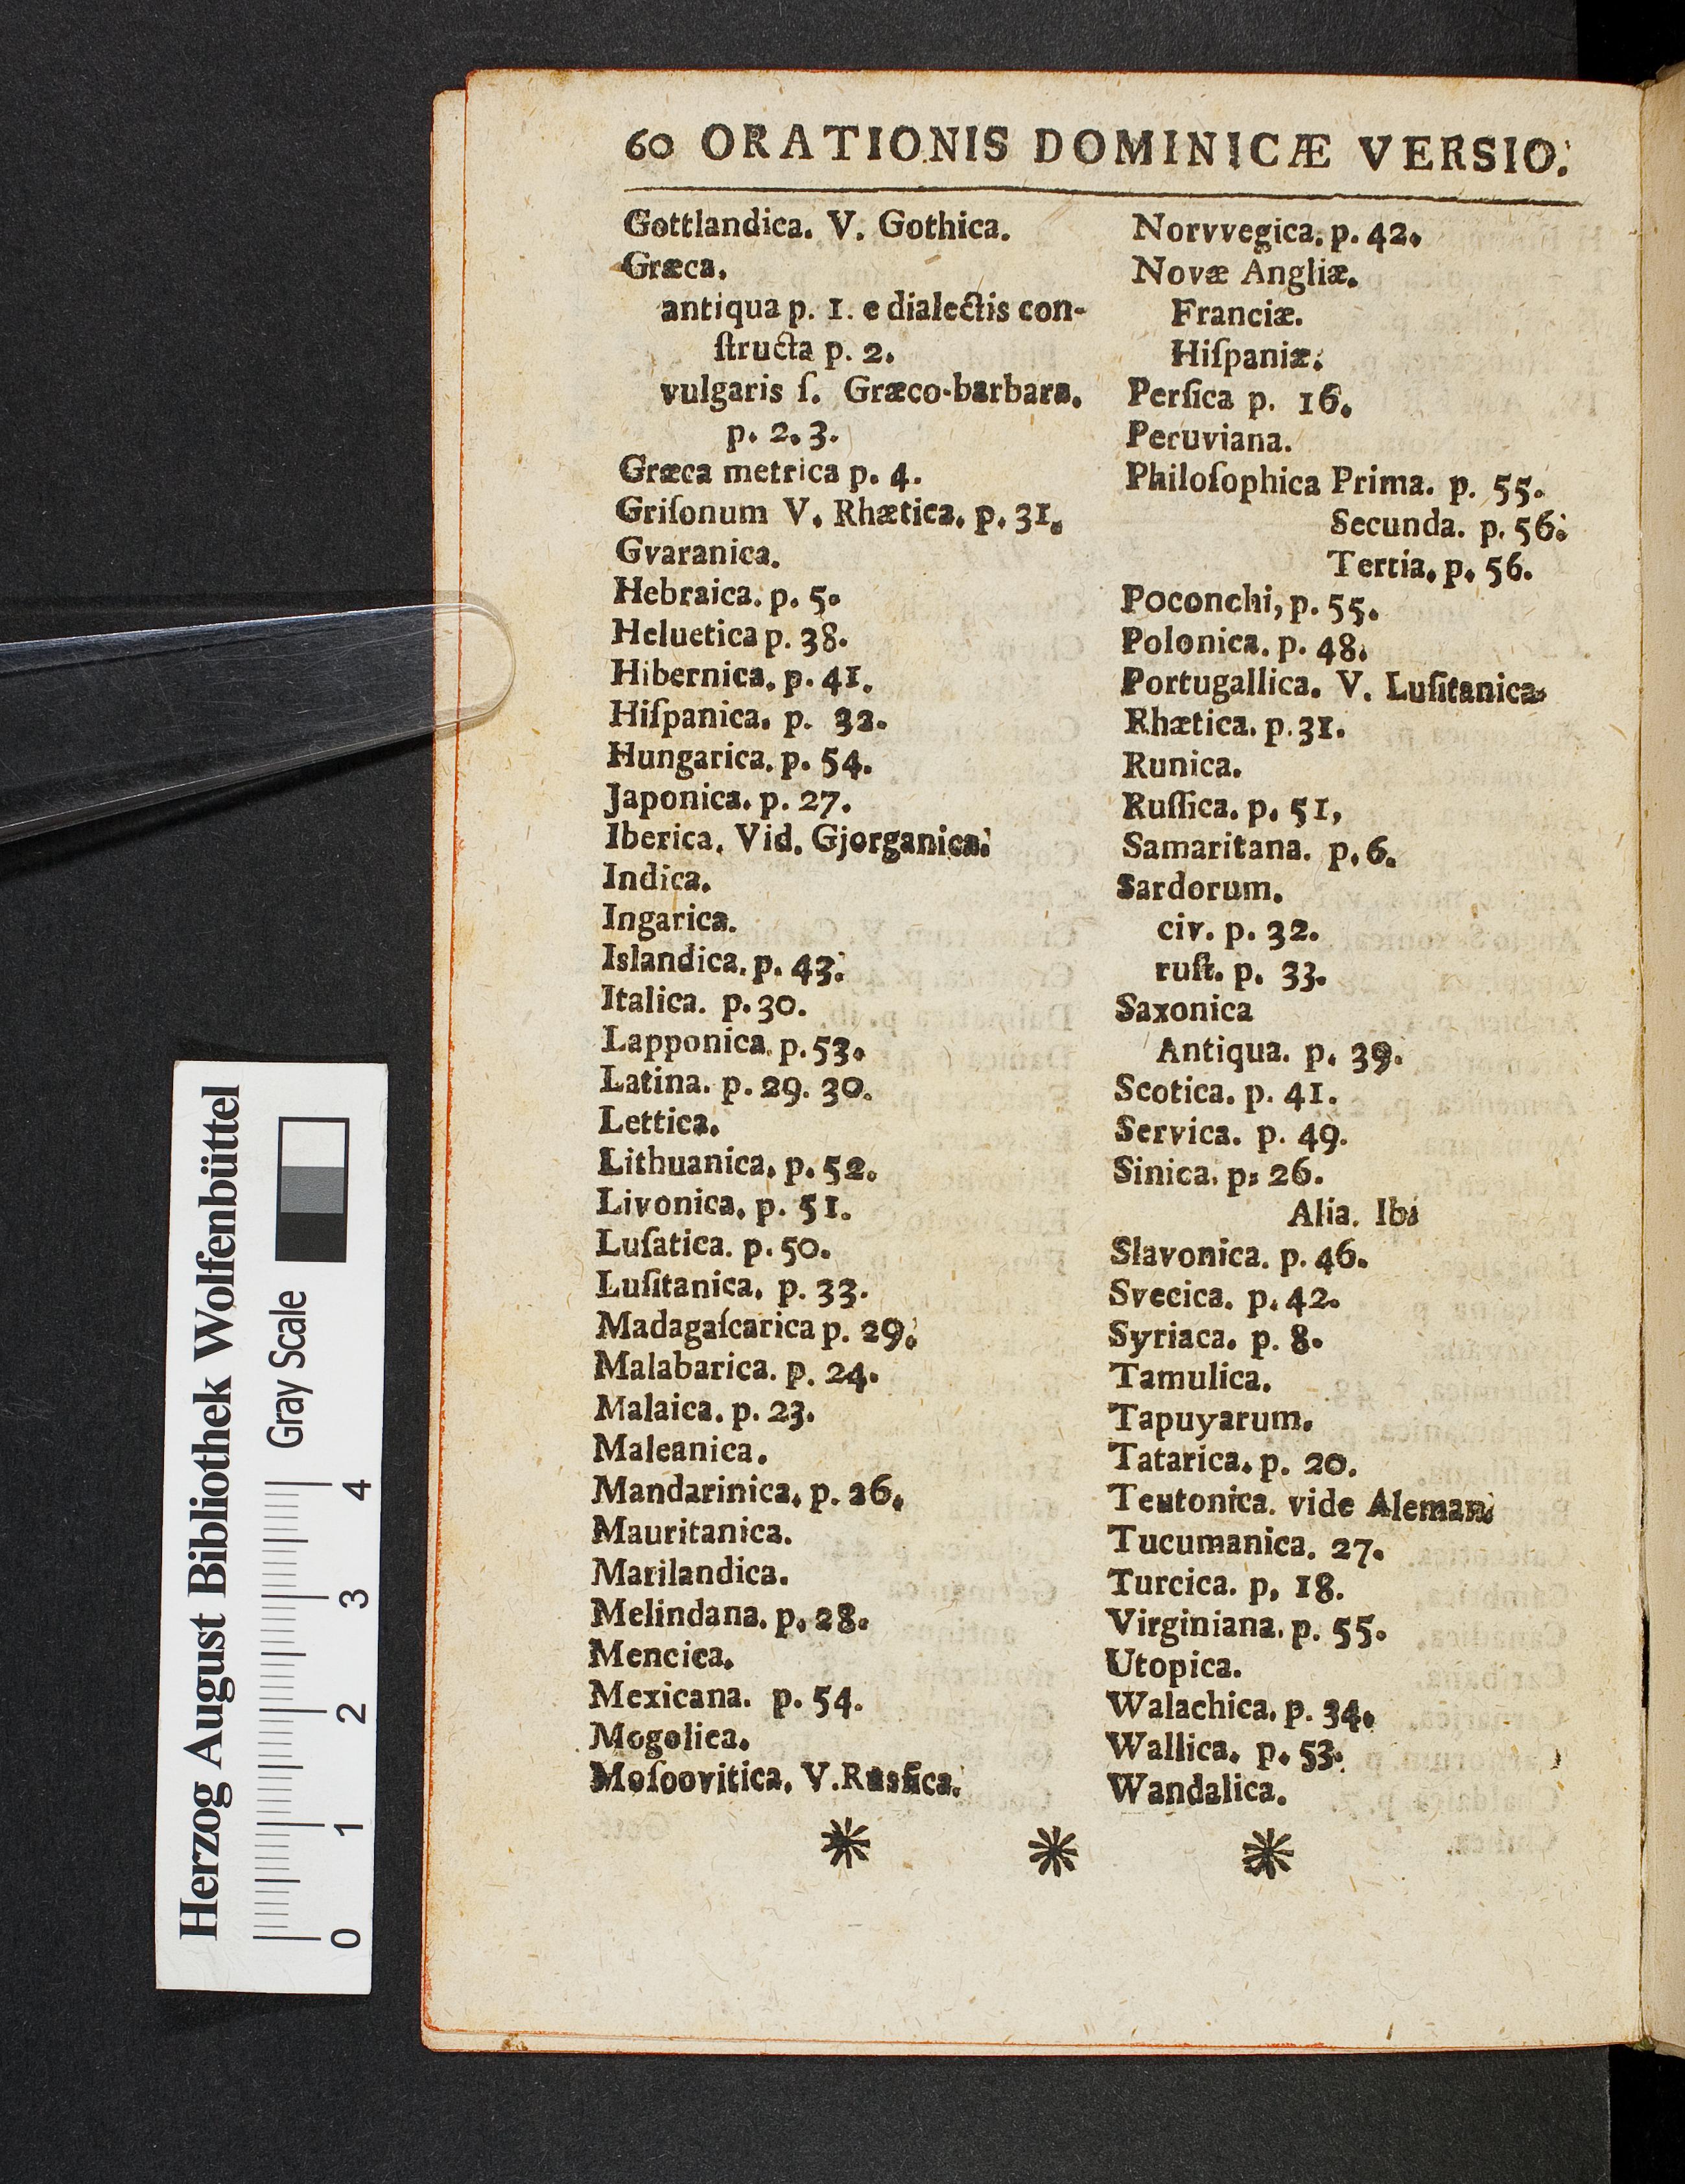 60 ORATIONIS DOMINICÆ VERSIO.
Gottlandica. V. Gothica.
Græca.
antiqua p. 1. e dialectis con-
ſtructa p. 2.
vulgaris ſ. Græco-barbara.
p. 2. 3.
Græca metrica p. 4.
Griſonum V. Rhætica. p. 31.
Gvaranica.
Hebraica. p. 5.
Heluetica p. 38.
Hibernica. p. 41.
Hiſpanica. p. 32.
Hungarica. p. 54.
Japonica. p. 27.
Iberica. Vid. Gjorganica.
Indica.
Ingarica.
Islandica. p. 43.
Italica. p. 30.
Lapponica. p. 53.
Latina. p. 29. 30.
Lettica.
Lithuanica. p. 52.
Livonica. p. 51.
Luſatica. p. 50.
Luſitanica. p. 33.
Madagaſcarica p. 29.
Malabarica. p. 24.
Malaica. p. 23.
Maleanica.
Mandarinica. p. 26.
Mauritanica.
Marilandica.
Melindana. p. 28.
Mencica.
Mexicana. p. 54.
Mogolica.
Moſoovitica. V. Rusſica.
Norvvegica. p. 42.
Novæ Angliæ.
Franciæ.
Hiſpaniæ.
Perſica p. 16.
Peruviana.
Philoſophica Prima. p. 55.
Secunda. p. 56.
Tertia. p. 56.
Poconchi, p. 55.
Polonica. p. 48.
Portugallica. V. Luſitanica.
Rhætica. p. 31.
Runica.
Ruſſica. p. 51,
Samaritana. p. 6.
Sardorum.
civ. p. 32.
ruſt. p. 33.
Saxonica
Antiqua. p. 39.
Scotica. p. 41.
Servica. p. 49.
Sinica. p: 26.
Alia. Ibi
Slavonica. p. 46.
Svecica. p. 42.
Syriaca. p. 8.
Tamulica.
Tapuyarum.
Tatarica. p. 20.
Teutonica. vide Aleman.
Tucumanica. 27.
Turcica. p, 18.
Virginiana. p. 55.
Utopica.
Walachica. p. 34.
Wallica. p. 53.
Wandalica.
* * *
Herzog August Bibliothek Wolfenbüttel
Gray Scale
0 1 2 3 4